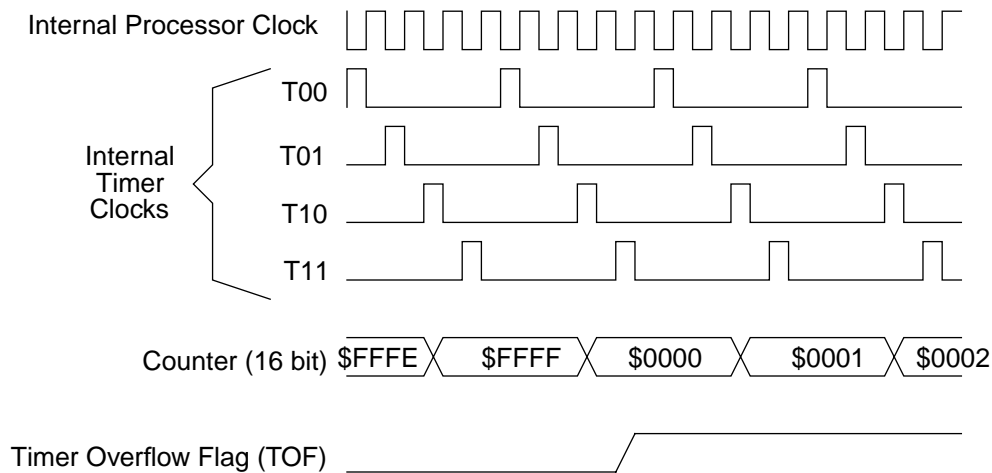 Internal Processor Clock
T00
T01
Internal
Timer
Clocks
T10
T11
Counter (16 bit) $FFFE $FFFF $0000 $0001 $0002
Timer Overflow Flag (TOF)